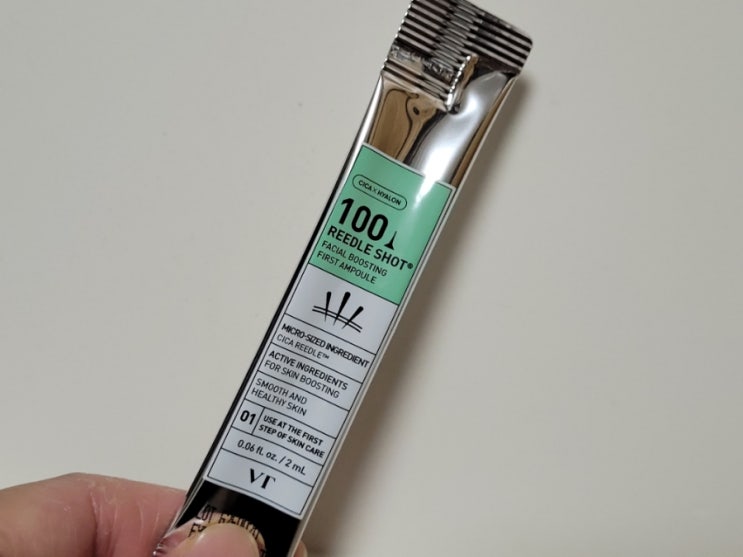 CICA X HYALON
100
REEDLE SHOT®
FACIAL BOOSTING
FIRST AMPOULE
MICRO-SIZED INGREDIENT
CICA REEDLE™
ACTIVE INGREDIENTS
FOR SKIN BOOSTING
SMOOTH AND
HEALTHY SKIN
01 USE AT THE FIRST
STEP OF SKIN CARE
0.06 fl. oz. / 2 mL
VT